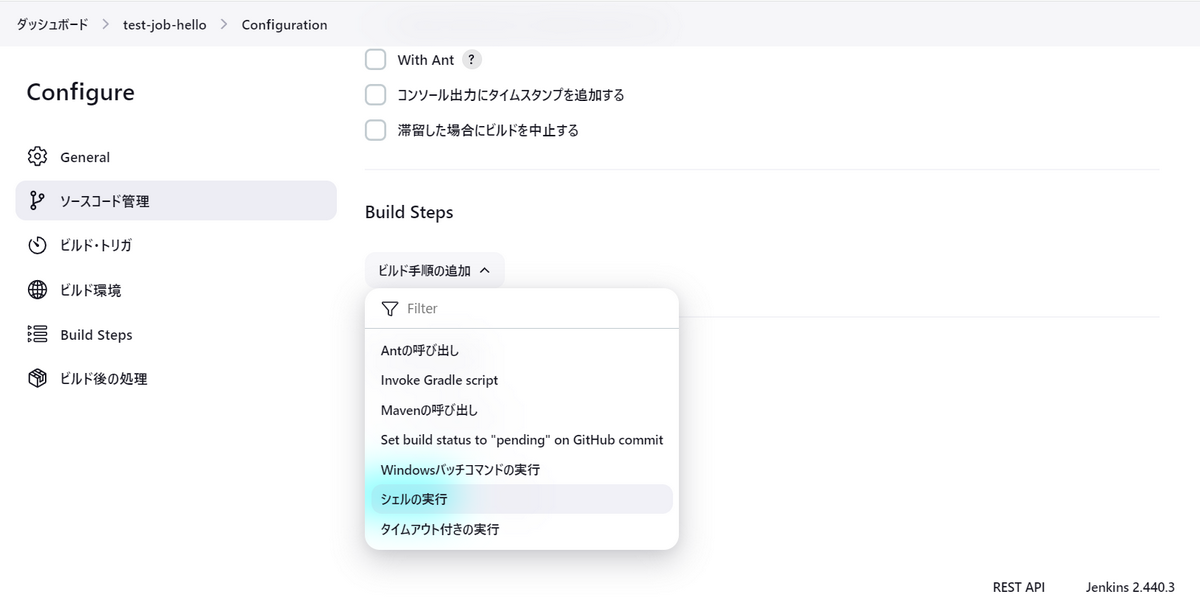 ダッシュボード > test-job-hello > Configuration
With Ant ?
コンソール出力にタイムスタンプを追加する
滞留した場合にビルドを中止する
Configure
General
ソースコード管理
ビルド・トリガ
ビルド環境
Build Steps
ビルド後の処理
Build Steps
ビルド手順の追加
Filter
Antの呼び出し
Invoke Gradle script
Mavenの呼び出し
Set build status to "pending" on GitHub commit
Windowsバッチコマンドの実行
シェルの実行
タイムアウト付きの実行
REST API Jenkins 2.440.3